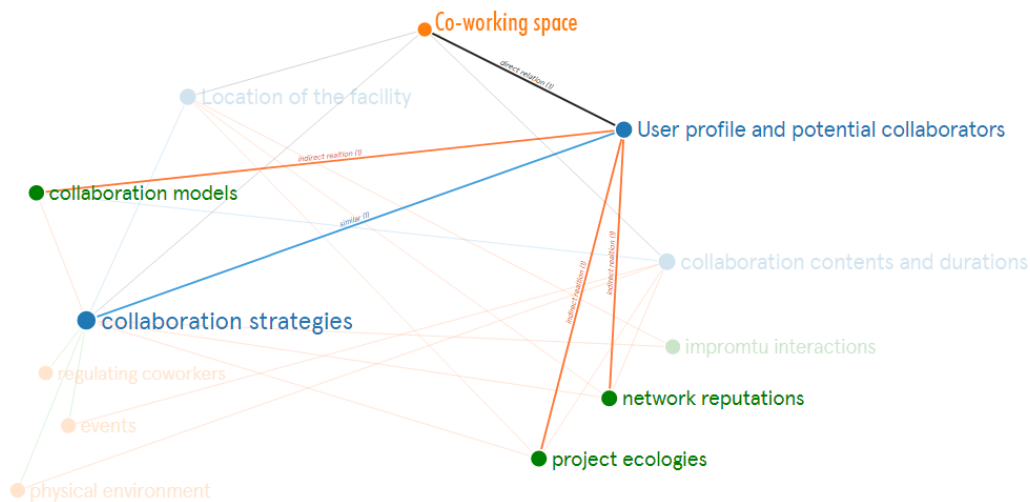 Co-working space
direct relation (1)
Location of the facility
User profile and potential collaborators
indirect realtion (1)
collaboration models
similar (1)
indirect realtion (1)
indirect realtion (1)
collaboration contents and durations
collaboration strategies
impromtu interactions
regulating coworkers
network reputations
events
project ecologies
physical environment